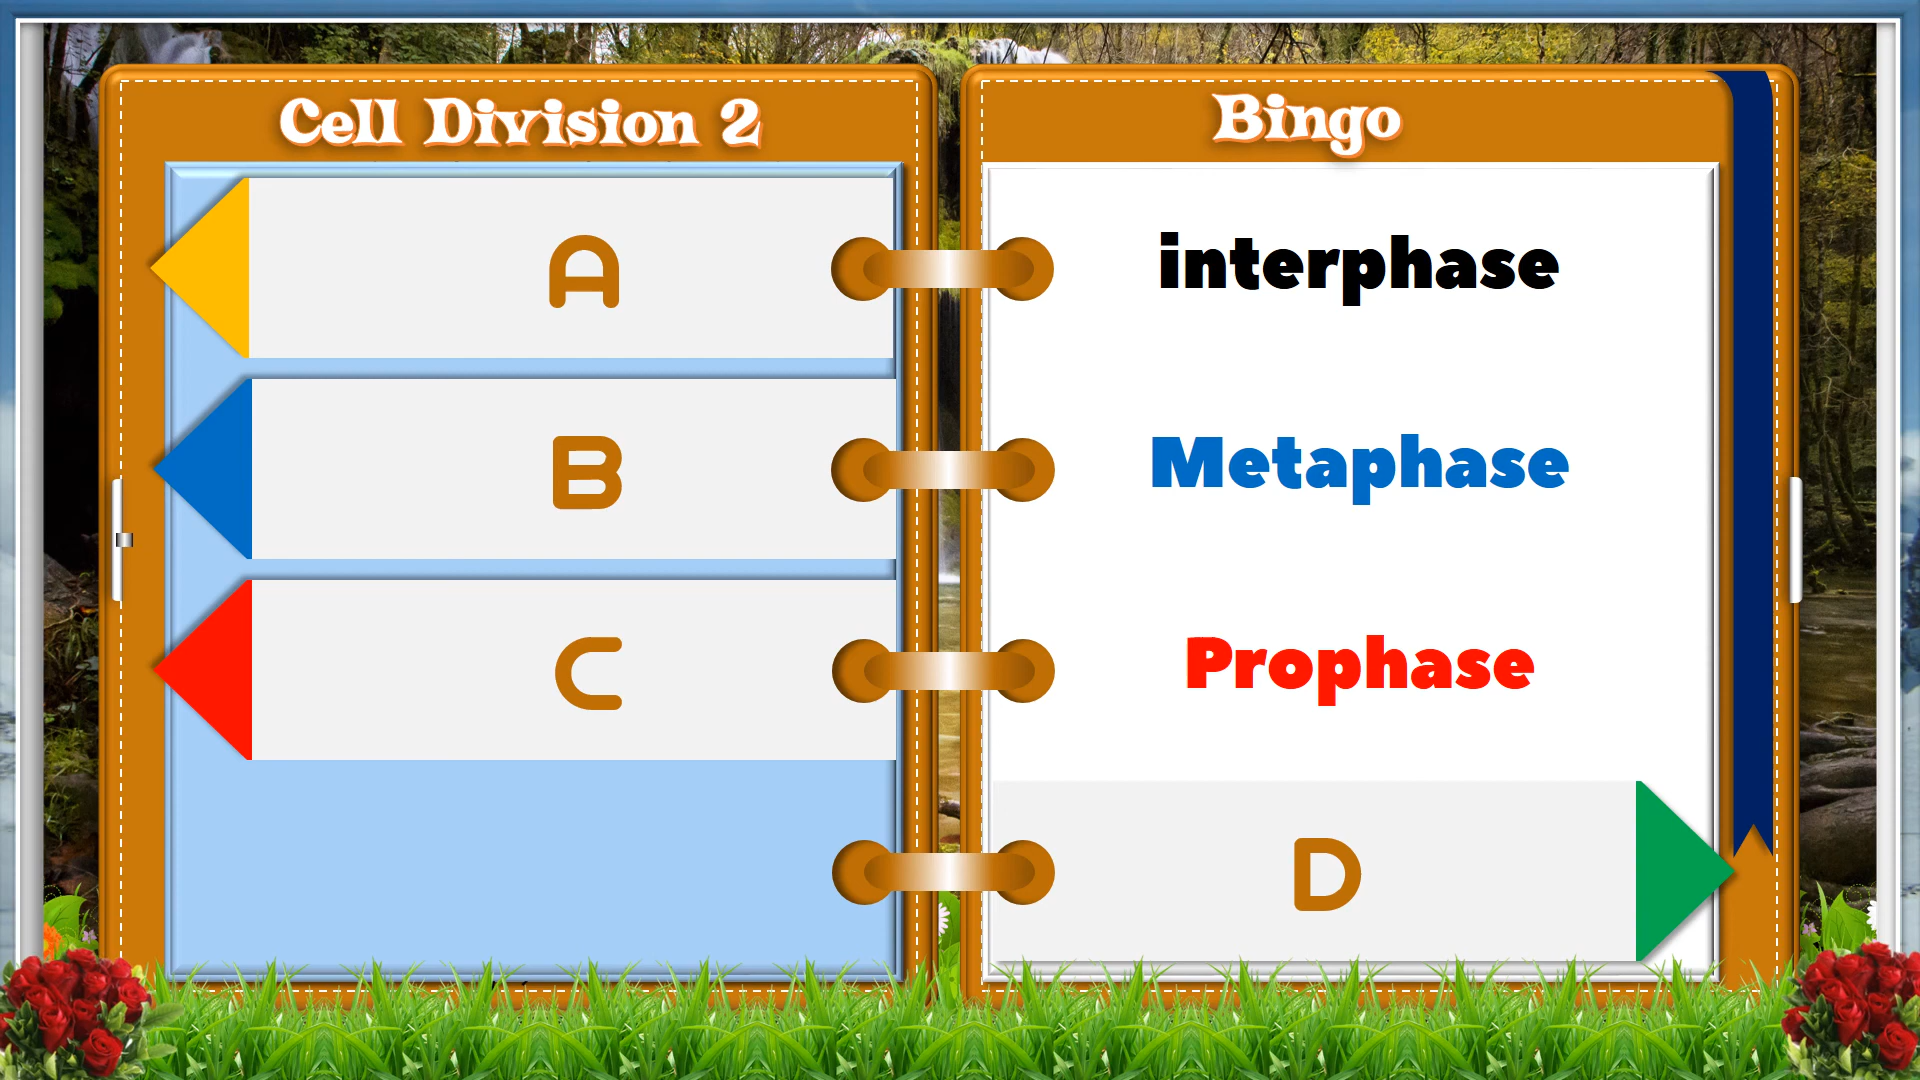 Cell Division 2
Bingo
A
interphase
B
Metaphase
C
Prophase
D